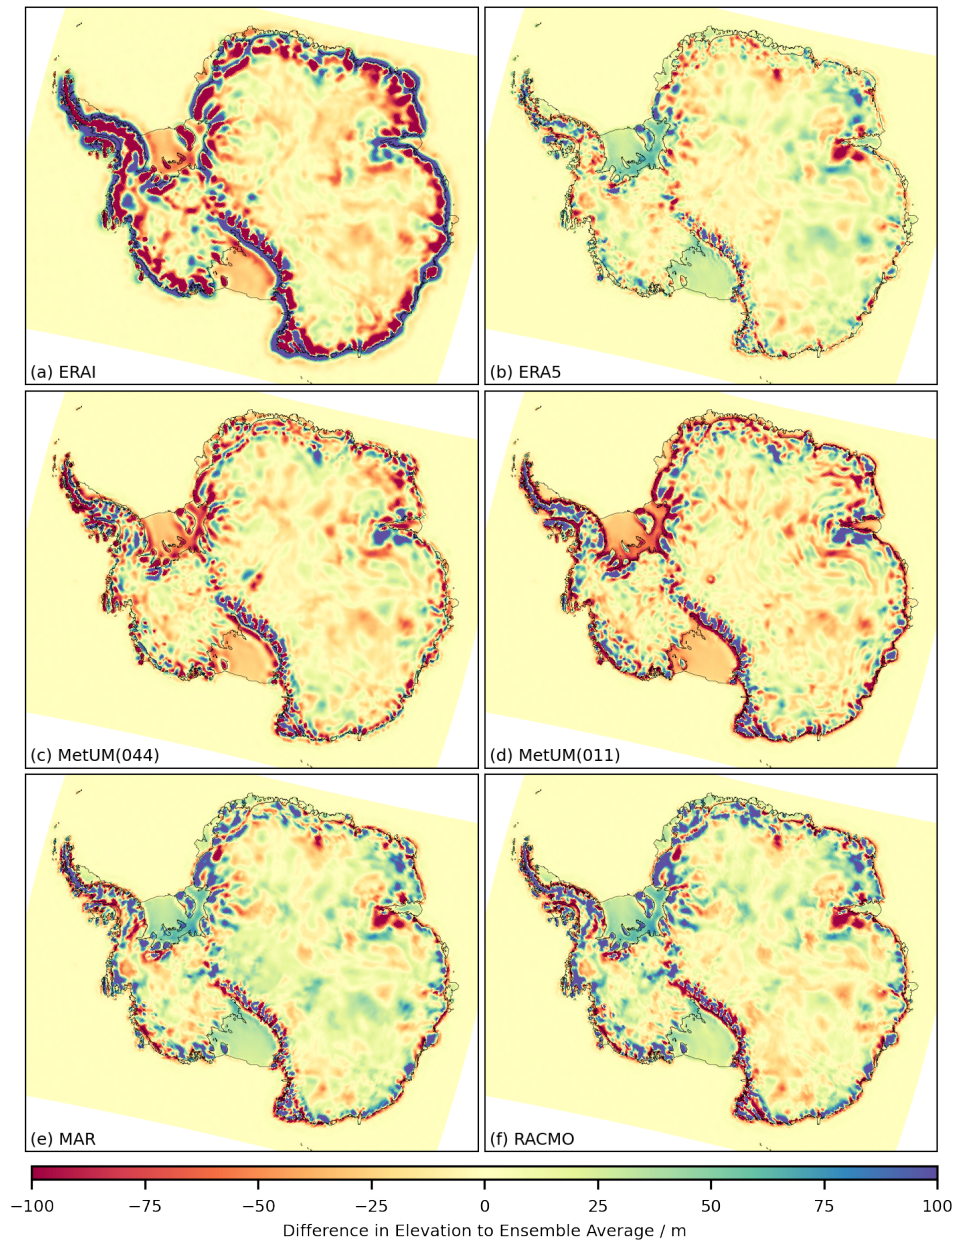 (a) ERAI
(b) ERA5
(c) MetUM(044)
(d) MetUM(011)
(e) MAR
(f) RACMO
−100 −75 −50 −25 0 25 50 75 100
Difference in Elevation to Ensemble Average / m